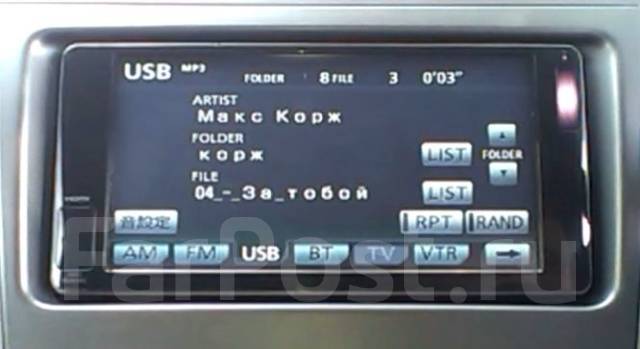 USB MP3 FOLDER : 8 FILE 3 0'03"
ARTIST
Макс Корж
FOLDER
корж
LIST FOLDER
FILE
04_-_За_тобой
LIST
音設定 RPT RAND
AM FM USB BT TV VTR
FarPost.ru